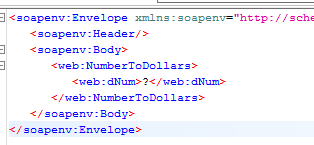 <soapenv:Envelope xmlns:soapenv="http://sche
<soapenv:Header/>
<soapenv:Body>
<web:NumberToDollars>
<web:dNum>?</web:dNum>
</web:NumberToDollars>
</soapenv:Body>
</soapenv:Envelope>